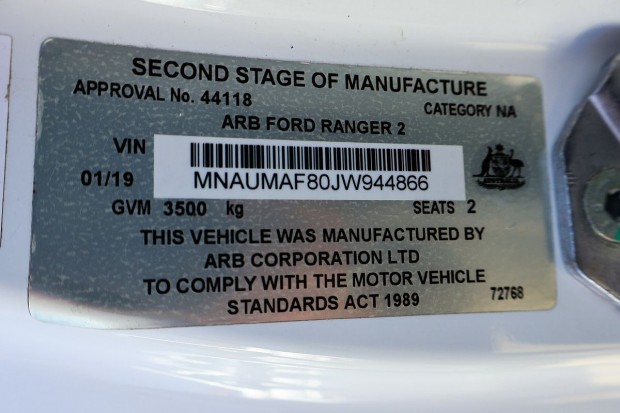 SECOND STAGE OF MANUFACTURE
APPROVAL No. 44118
CATEGORY NA
ARB FORD RANGER 2
VIN
01/19
MNAUMAF80JW944866
GVM 3500 kg
SEATS 2
THIS VEHICLE WAS MANUFACTURED BY
ARB CORPORATION LTD
TO COMPLY WITH THE MOTOR VEHICLE
STANDARDS ACT 1989
72768